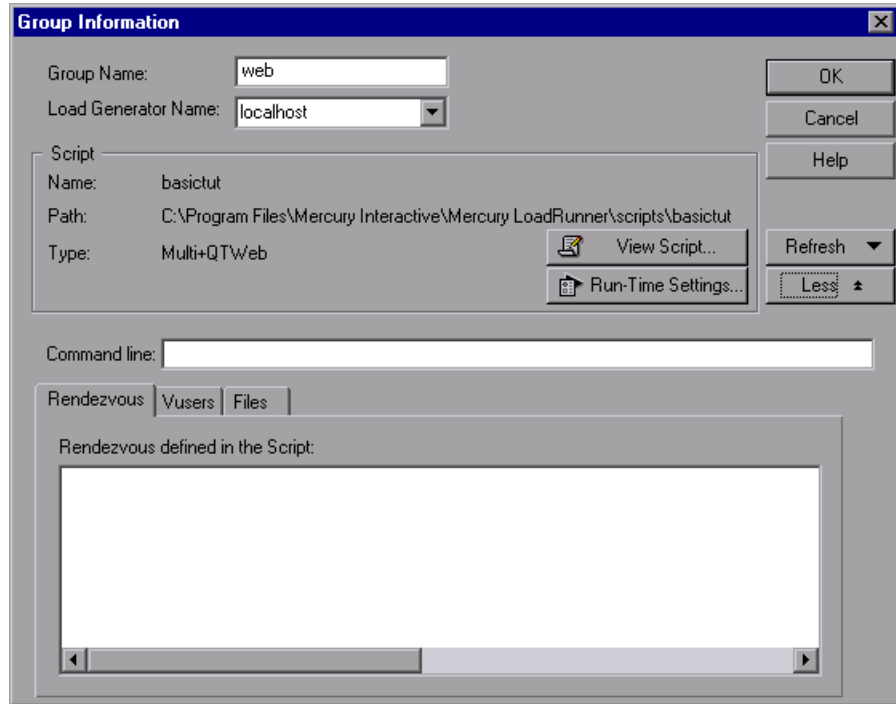 Group Information
Group Name: web
OK
Load Generator Name: localhost
Cancel
Script
Help
Name: basictut
Path: C:\Program Files\Mercury Interactive\Mercury LoadRunner\scripts\basictut
Type: Multi+QTWeb
View Script...
Refresh
Run-Time Settings...
Less
Command line:
Rendezvous Vusers Files
Rendezvous defined in the Script: